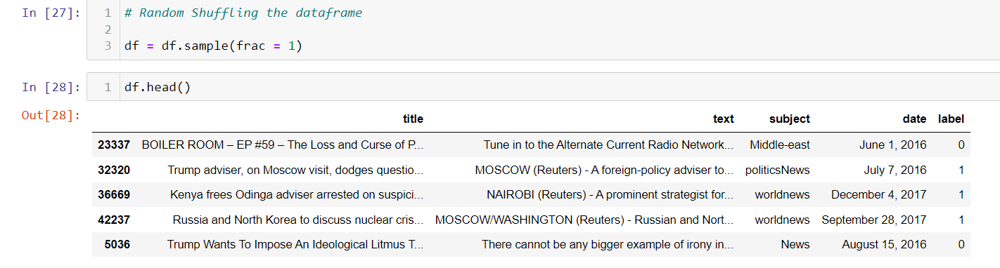 In [27]: 1 # Random Shuffling the dataframe
2
3 df = df.sample(frac = 1)
In [28]: 1 df.head()
Out[28]:
title text subject date label
23337 BOILER ROOM – EP #59 – The Loss and Curse of P... Tune in to the Alternate Current Radio Network... Middle-east June 1, 2016 0
32320 Trump adviser, on Moscow visit, dodges questio... MOSCOW (Reuters) - A foreign-policy adviser to... politicsNews July 7, 2016 1
36669 Kenya frees Odinga adviser arrested on suspici... NAIROBI (Reuters) - A prominent strategist for... worldnews December 4, 2017 1
42237 Russia and North Korea to discuss nuclear cris... MOSCOW/WASHINGTON (Reuters) - Russian and Nort... worldnews September 28, 2017 1
5036 Trump Wants To Impose An Ideological Litmus T... There cannot be any bigger example of irony in... News August 15, 2016 0